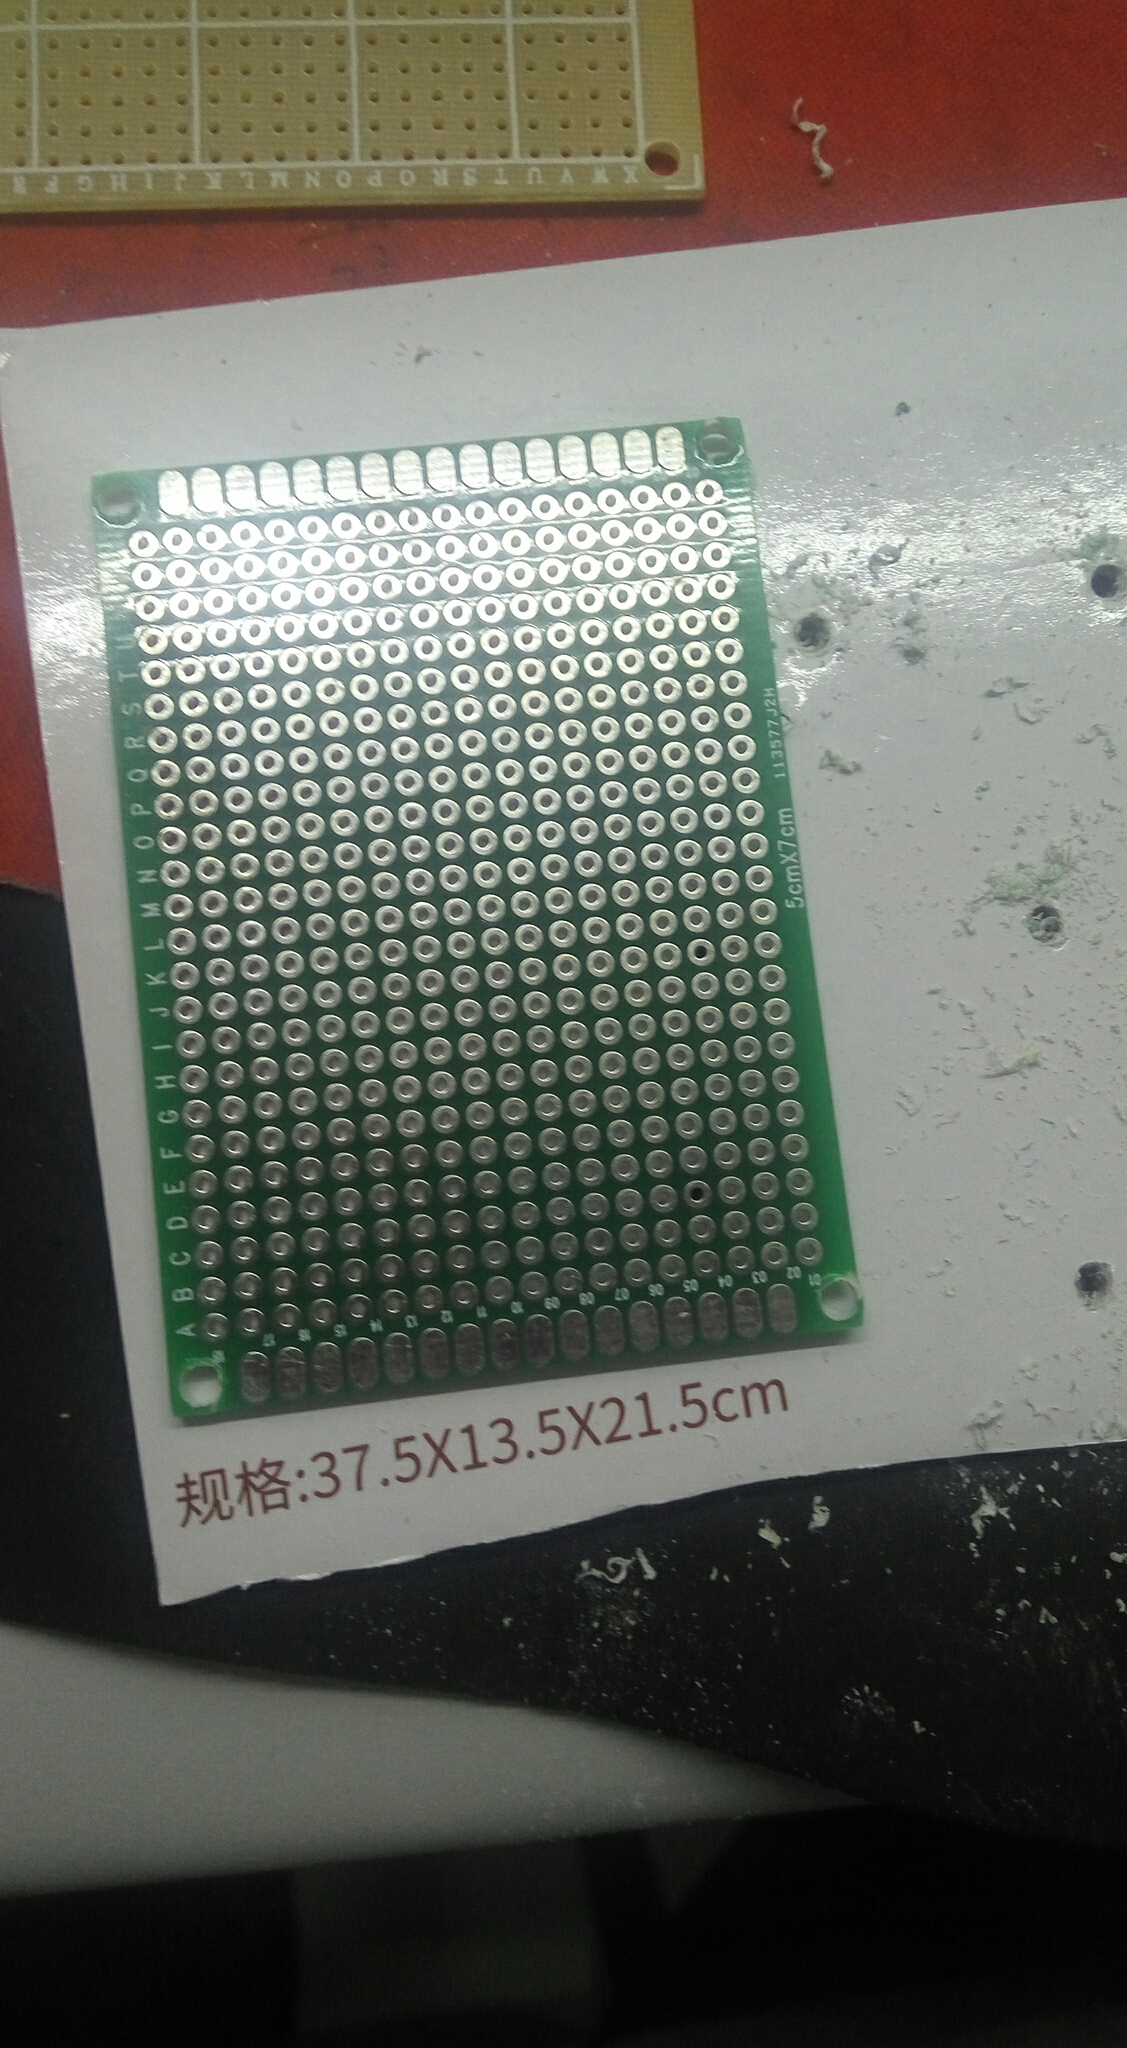 X W Y U T S R Q P O N M L K J I H G F
113577J2H
5cmX7cm
U
T
S
R
Q
P
O
N
M
L
K
J
I
H
G
F
E
D
C
B
A
18 17 16 15 14 13 12 11 10 09 08 07 06 05 04 03 02 01
规格:37.5X13.5X21.5cm